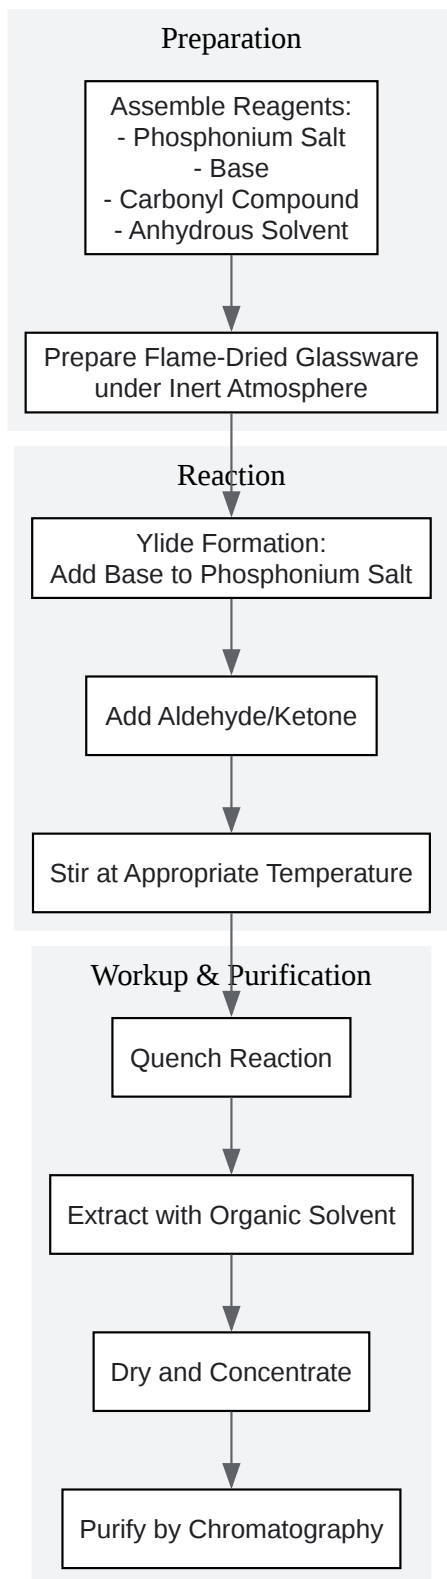 Preparation
Assemble Reagents:
- Phosphonium Salt
- Base
- Carbonyl Compound
- Anhydrous Solvent
Prepare Flame-Dried Glassware
under Inert Atmosphere
Reaction
Ylide Formation:
Add Base to Phosphonium Salt
Add Aldehyde/Ketone
Stir at Appropriate Temperature
Workup & Purification
Quench Reaction
Extract with Organic Solvent
Dry and Concentrate
Purify by Chromatography